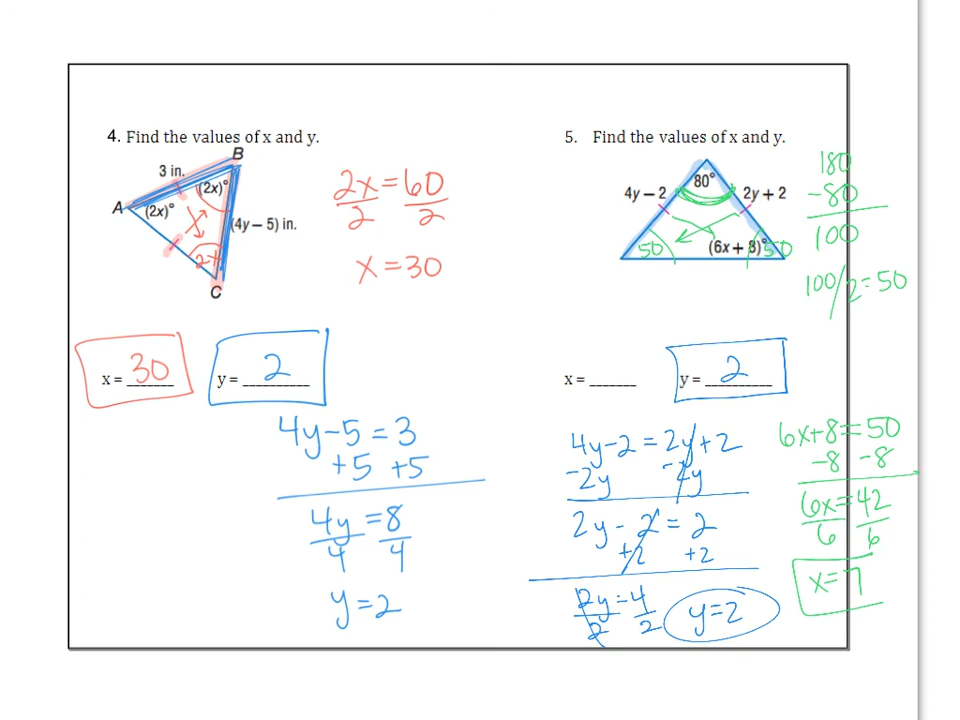 4. Find the values of x and y.
B
3 in.
(2x)°
A
(2x)°
X
(4y – 5) in.
2x
C
2x = 60
2 2
x = 30
x = 30
y = 2
4y - 5 = 3
+5 +5
4y = 8
4 4
y = 2
5. Find the values of x and y.
80°
4y – 2
2y + 2
50
(6x + 8)°
50
180
-80
100
100/2 = 50
x = _______
y = 2
4y - 2 = 2y + 2
-2y -2y
2y - 2 = 2
+2 +2
2y = 4
2 2
y = 2
6x + 8 = 50
-8 -8
6x = 42
6 6
x = 7